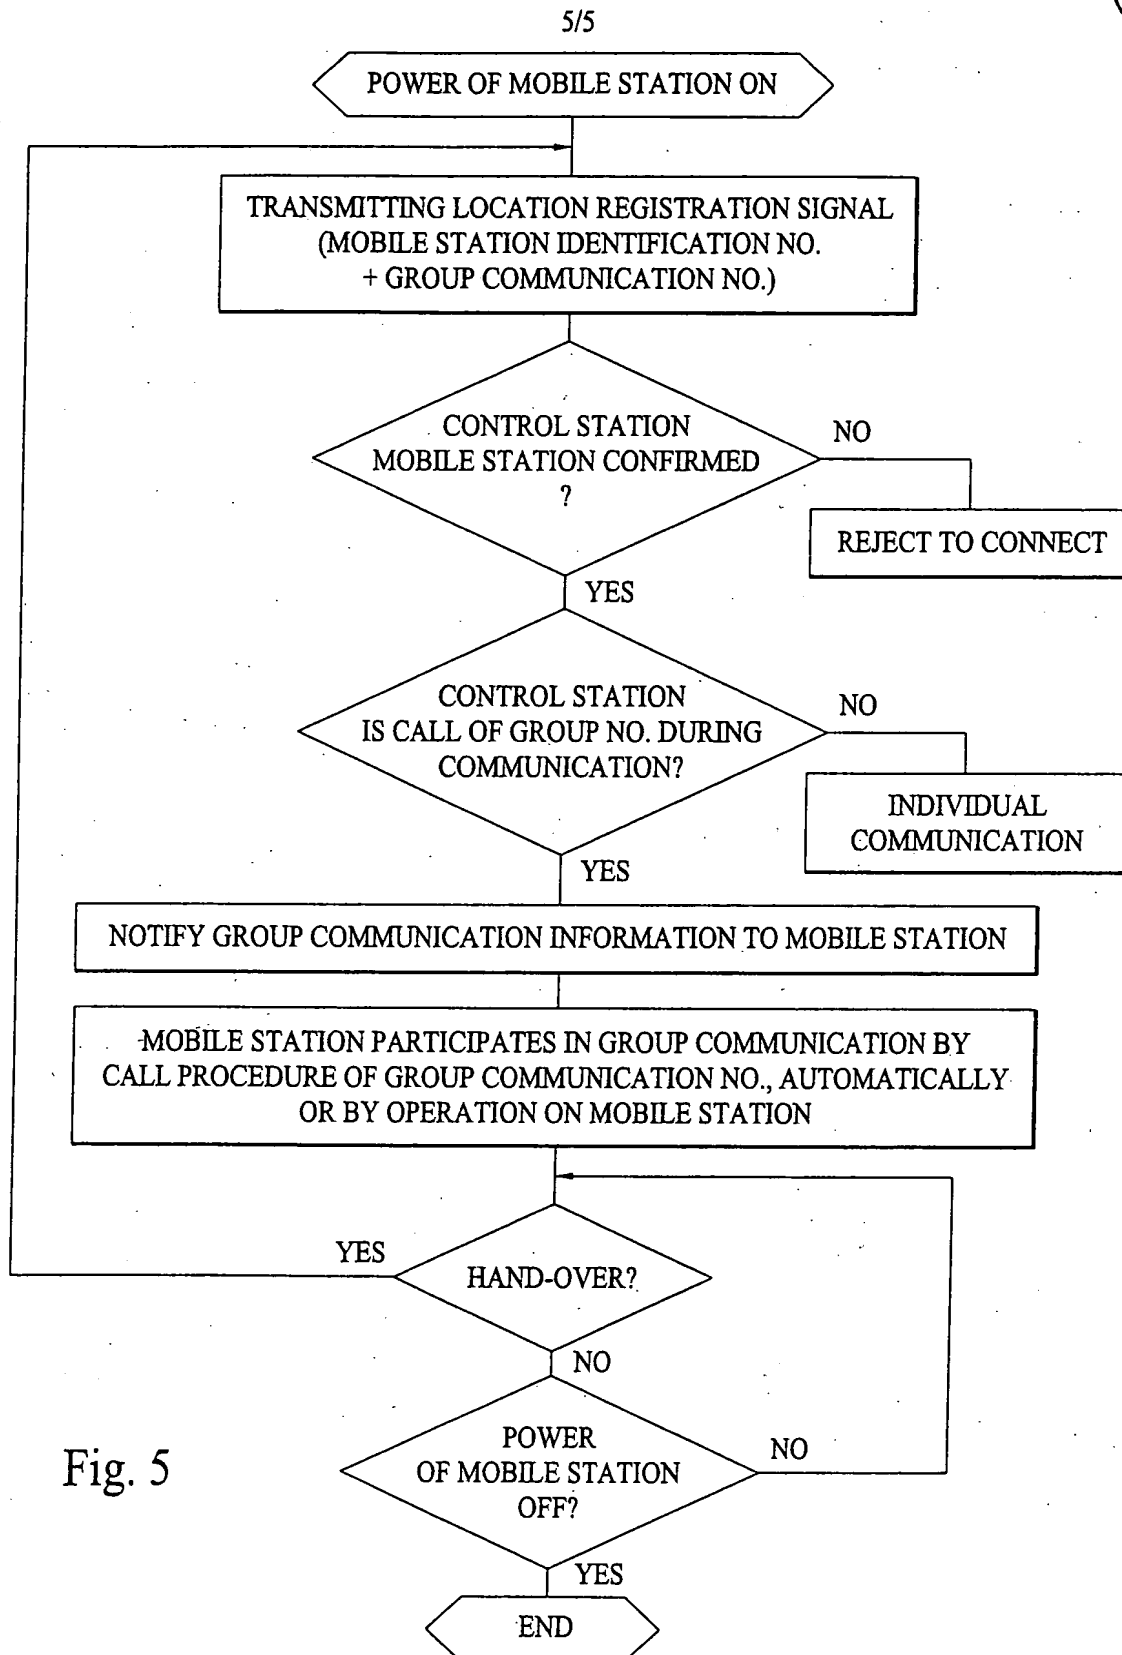 5/5
POWER OF MOBILE STATION ON
TRANSMITTING LOCATION REGISTRATION SIGNAL
(MOBILE STATION IDENTIFICATION NO.
+ GROUP COMMUNICATION NO.)
CONTROL STATION
MOBILE STATION CONFIRMED
?
NO
REJECT TO CONNECT
YES
CONTROL STATION
IS CALL OF GROUP NO. DURING
COMMUNICATION?
NO
INDIVIDUAL
COMMUNICATION
YES
NOTIFY GROUP COMMUNICATION INFORMATION TO MOBILE STATION
MOBILE STATION PARTICIPATES IN GROUP COMMUNICATION BY
CALL PROCEDURE OF GROUP COMMUNICATION NO., AUTOMATICALLY
OR BY OPERATION ON MOBILE STATION
YES
HAND-OVER?
NO
POWER
OF MOBILE STATION
OFF?
NO
Fig. 5
YES
END